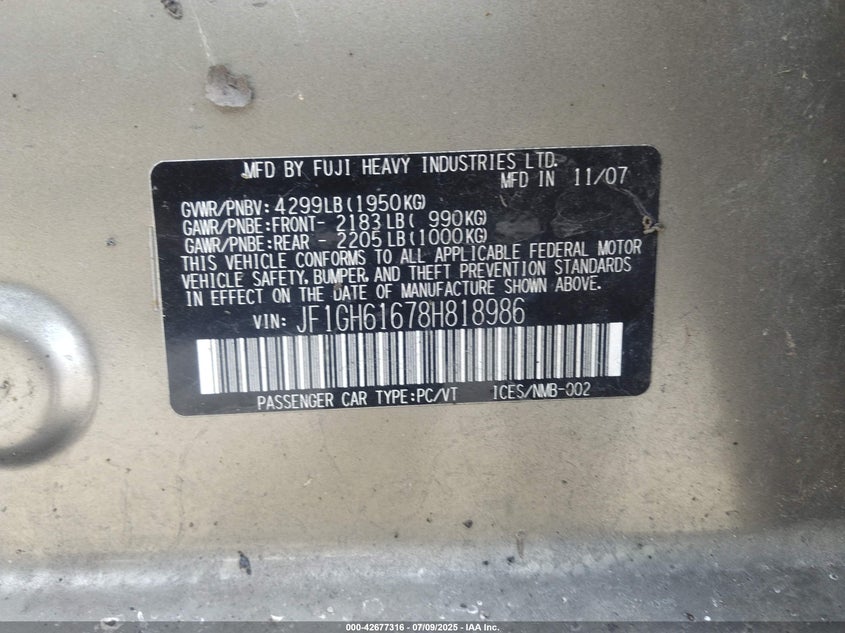 MFD BY FUJI HEAVY INDUSTRIES LTD.
MFD IN 11/07
GVWR/PNBV: 4299LB(1950KG)
GAWR/PNBE:FRONT- 2183LB( 990KG)
GAWR/PNBE:REAR - 2205LB(1000KG)
THIS VEHICLE CONFORMS TO ALL APPLICABLE FEDERAL MOTOR
VEHICLE SAFETY, BUMPER, AND THEFT PREVENTION STANDARDS
IN EFFECT ON THE DATE OF MANUFACTURE SHOWN ABOVE.
VIN: JF1GH61678H818986
PASSENGER CAR TYPE:PC/VT ICES/NMB-002
000-42677316 - 07/09/2025 - IAA Inc.